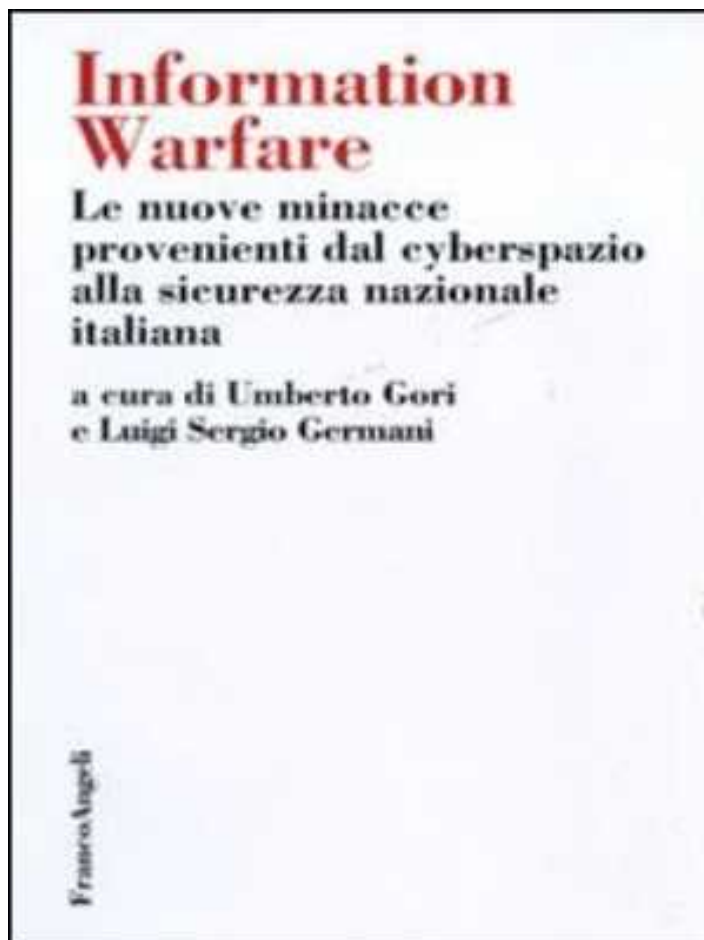 Information
Warfare
Le nuove minacce
provenienti dal cyberspazio
alla sicurezza nazionale
italiana
a cura di Umberto Gori
e Luigi Sergio Germani
FrancoAngeli